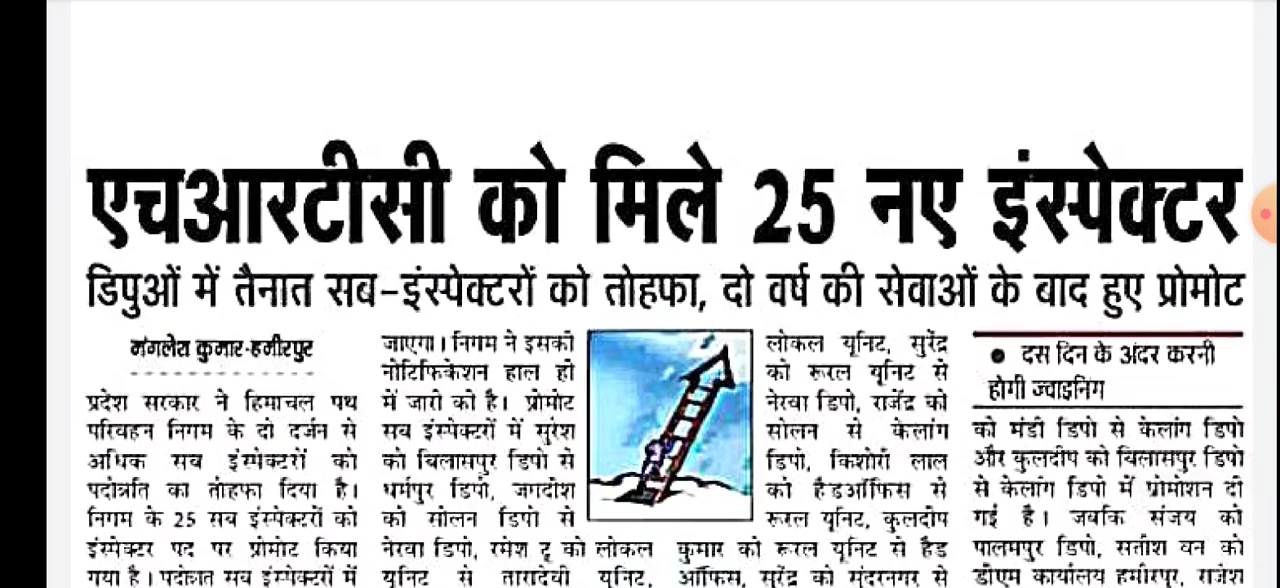 एचआरटीसी को मिले 25 नए इंस्पेक्टर
डिपुओं में तैनात सब-इंस्पेक्टरों को तोहफा, दो वर्ष की सेवाओं के बाद हुए प्रोमोट
मंगलेश कुमार-हमीरपुर
प्रदेश सरकार ने हिमाचल पथ
परिवहन निगम के दो दर्जन से
अधिक सब इंस्पेक्टरों को
पदोन्नति का तोहफा दिया है।
निगम के 25 सब इंस्पेक्टरों को
इंस्पेक्टर पद पर प्रोमोट किया
गया है। पदोन्नत सब इंस्पेक्टरों में
जाएगा। निगम ने इसकी
नोटिफिकेशन हाल ही
में जारी की है। प्रोमोट
सब इंस्पेक्टरों में सुरेश
को बिलासपुर डिपो से
धर्मपुर डिपो, जगदीश
को सोलन डिपो से
नेरवा डिपो, रमेश टू को लोकल
यूनिट से तारादेवी यूनिट,
लोकल यूनिट, सुरेंद्र
को रूरल यूनिट से
नेरवा डिपो, राजेंद्र को
सोलन से केलांग
डिपो, किशोरी लाल
को हैडऑफिस से
रूरल यूनिट, कुलदीप
कुमार को रूरल यूनिट से हैड
ऑफिस, सुरेंद्र को सुंदरनगर से
• दस दिन के अंदर करनी
होगी ज्वाइनिंग
को मंडी डिपो से केलांग डिपो
और कुलदीप को बिलासपुर डिपो
से केलांग डिपो में प्रोमोशन दी
गई है। जबकि संजय को
पालमपुर डिपो, सतीश वन को
डीएम कार्यालय हमीरपुर, राजेश